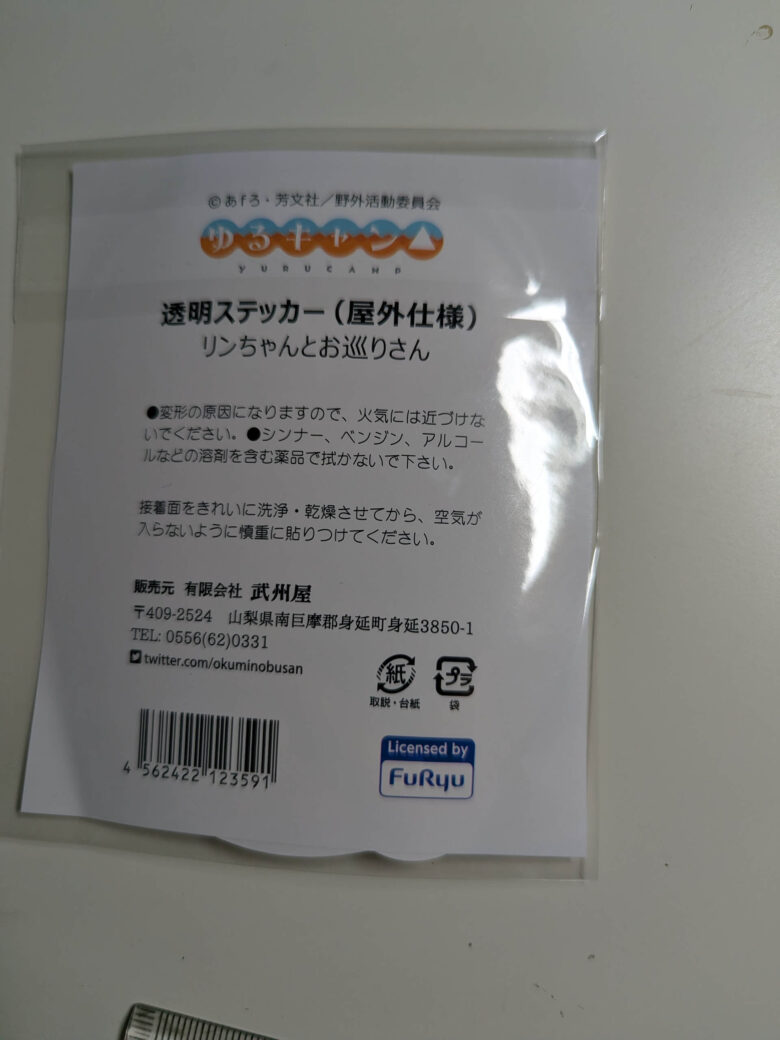 ©あfろ・芳文社／野外活動委員会
ゆるキャン△
YURUCAMP
透明ステッカー(屋外仕様)
リンちゃんとお巡りさん
●変形の原因になりますので、火気には近づけな
いでください。●シンナー、ベンジン、アルコー
ルなどの溶剤を含む薬品で拭かないで下さい。
接着面をきれいに洗浄・乾燥させてから、空気が
入らないように慎重に貼りつけてください。
販売元 有限会社 武州屋
〒409-2524 山梨県南巨摩郡身延町身延3850-1
TEL: 0556(62)0331
twitter.com/okuminobusan
紙
取説・台紙
プラ
袋
4 562422 123591
Licensed by
FuRyu